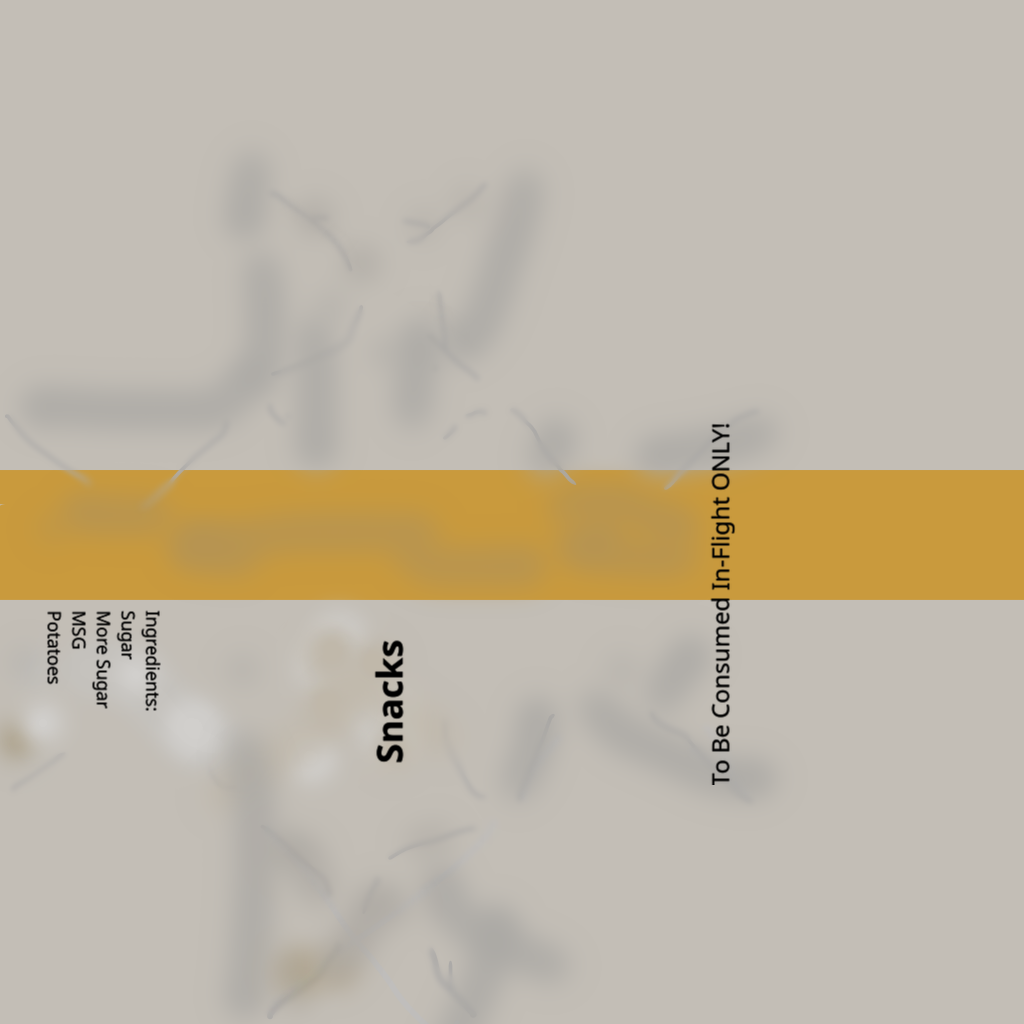 Snacks
To Be Consumed In-Flight ONLY!
Ingredients:
Sugar
More Sugar
MSG
Potatoes